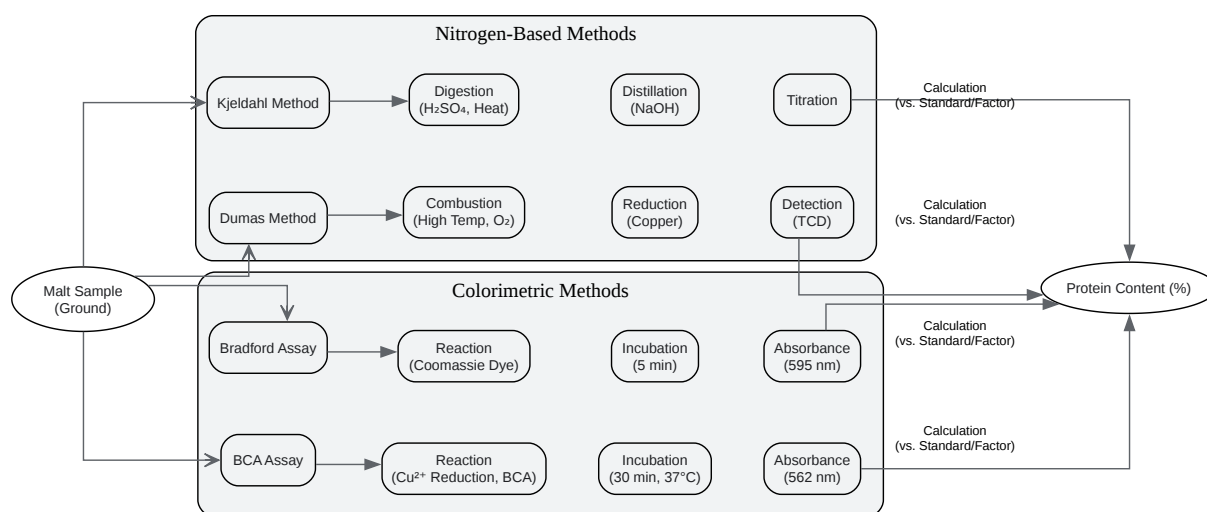 Nitrogen-Based Methods
Kjeldahl Method
Digestion
(H₂SO₄, Heat)
Distillation
(NaOH)
Titration
Calculation
(vs. Standard/Factor)
Dumas Method
Combustion
(High Temp, O₂)
Reduction
(Copper)
Detection
(TCD)
Calculation
(vs. Standard/Factor)
Malt Sample
(Ground)
Protein Content (%)
Colorimetric Methods
Bradford Assay
Reaction
(Coomassie Dye)
Incubation
(5 min)
Absorbance
(595 nm)
Calculation
(vs. Standard/Factor)
BCA Assay
Reaction
(Cu²⁺ Reduction, BCA)
Incubation
(30 min, 37°C)
Absorbance
(562 nm)
Calculation
(vs. Standard/Factor)